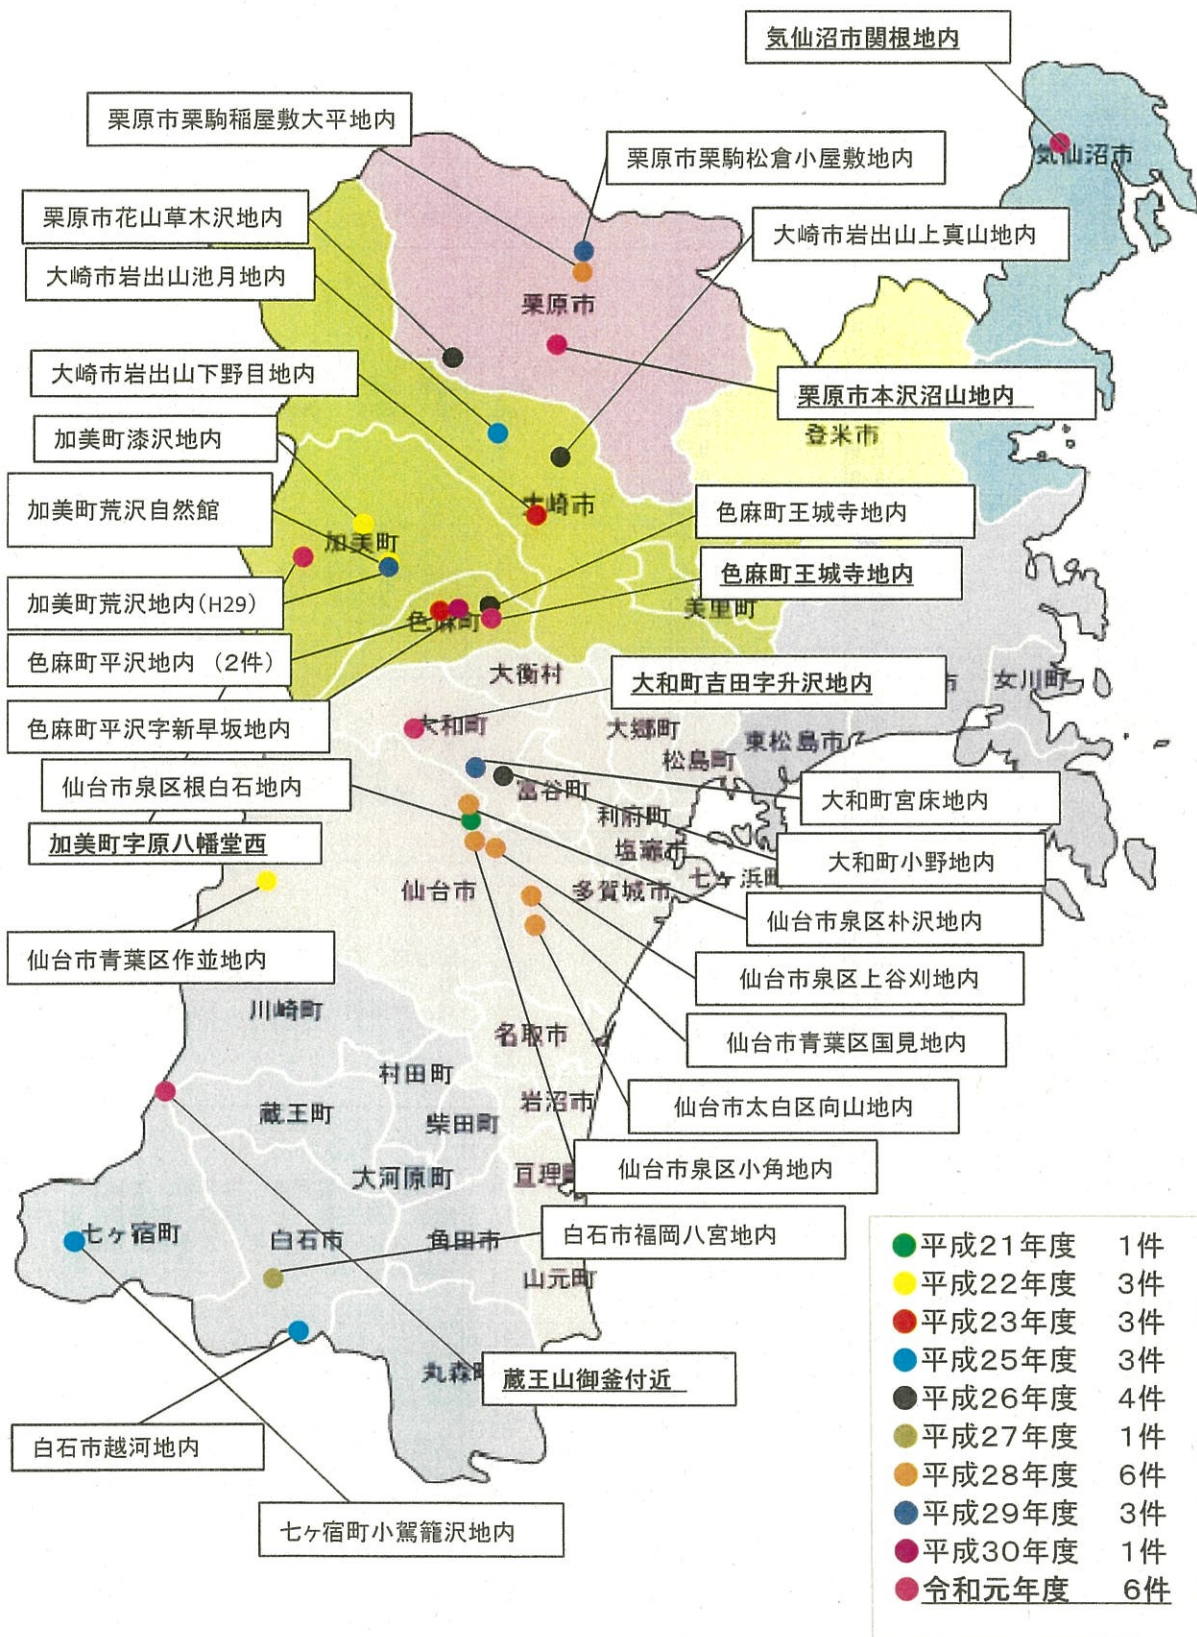 気仙沼市関根地内
栗原市栗駒稲屋敷大平地内
栗原市栗駒松倉小屋敷地内
気仙沼市
栗原市花山草木沢地内
大崎市岩出山上真山地内
大崎市岩出山池月地内
栗原市
大崎市岩出山下野目地内
栗原市本沢沼山地内
加美町漆沢地内
登米市
加美町荒沢自然館
大崎市
色麻町王城寺地内
加美町
色麻町王城寺地内
加美町荒沢地内(H29)
美里町
色麻町
色麻町平沢地内 (2件)
大衡村
大和町吉田字升沢地内
市
女川町
色麻町平沢字新早坂地内
大和町
大郷町
東松島市
松島町
仙台市泉区根白石地内
富谷町
大和町宮床地内
利府町
加美町字原八幡堂西
塩竈市
大和町小野地内
七ヶ浜町
仙台市
多賀城市
仙台市泉区朴沢地内
仙台市青葉区作並地内
仙台市泉区上谷刈地内
川崎町
名取市
仙台市青葉区国見地内
村田町
蔵王町
岩沼市
仙台市太白区向山地内
柴田町
仙台市泉区小角地内
大河原町
亘理町
七ヶ宿町
白石市
角田市
白石市福岡八宮地内
山元町
丸森町
蔵王山御釜付近
白石市越河地内
七ヶ宿町小駕籠沢地内
平成21年度 1件
平成22年度 3件
平成23年度 3件
平成25年度 3件
平成26年度 4件
平成27年度 1件
平成28年度 6件
平成29年度 3件
平成30年度 1件
令和元年度 6件